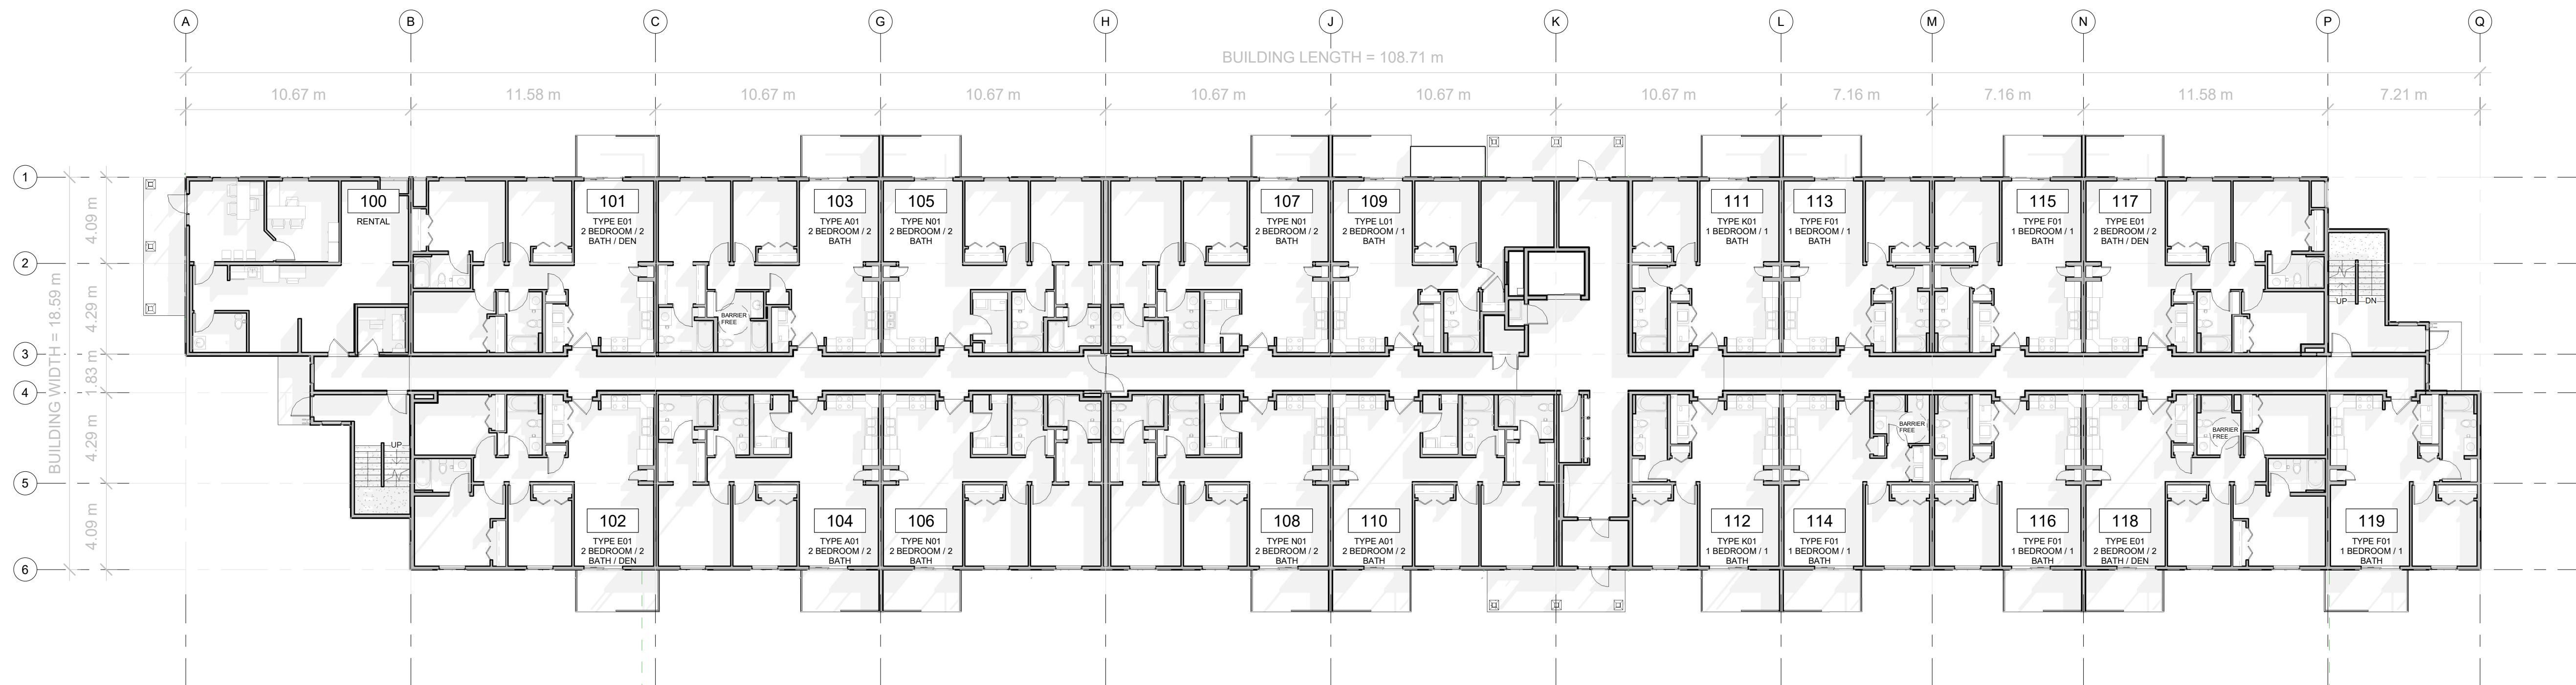 A
B
C
G
H
J
K
L
M
N
P
Q
BUILDING LENGTH = 108.71 m
10.67 m
11.58 m
10.67 m
10.67 m
10.67 m
10.67 m
10.67 m
7.16 m
7.16 m
11.58 m
7.21 m
1
2
3
4
5
6
BUILDING WIDTH = 18.59 m
4.09 m
4.29 m
1.83 m
4.29 m
4.09 m
100
RENTAL
101
TYPE E01
2 BEDROOM / 2
BATH / DEN
103
TYPE A01
2 BEDROOM / 2
BATH
105
TYPE N01
2 BEDROOM / 2
BATH
107
TYPE N01
2 BEDROOM / 2
BATH
109
TYPE L01
2 BEDROOM / 2
BATH
111
TYPE K01
1 BEDROOM / 1
BATH
113
TYPE F01
1 BEDROOM / 1
BATH
115
TYPE F01
1 BEDROOM / 1
BATH
117
TYPE E01
2 BEDROOM / 2
BATH / DEN
BARRIER
FREE
UP
DN
UP
BARRIER
FREE
BARRIER
FREE
102
TYPE E01
2 BEDROOM / 2
BATH / DEN
104
TYPE A01
2 BEDROOM / 2
BATH
106
TYPE N01
2 BEDROOM / 2
BATH
108
TYPE N01
2 BEDROOM / 2
BATH
110
TYPE A01
2 BEDROOM / 2
BATH
112
TYPE K01
1 BEDROOM / 1
BATH
114
TYPE F01
1 BEDROOM / 1
BATH
116
TYPE F01
1 BEDROOM / 1
BATH
118
TYPE E01
2 BEDROOM / 2
BATH / DEN
119
TYPE F01
1 BEDROOM / 1
BATH